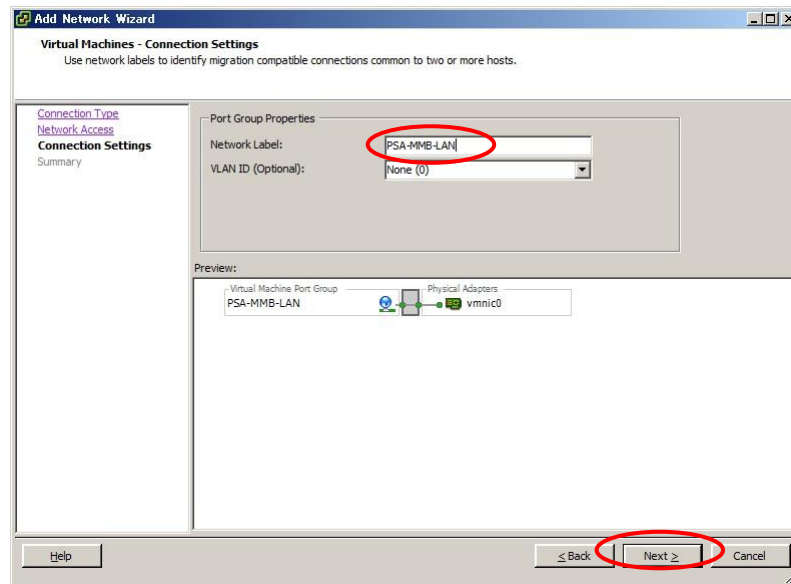 Add Network Wizard
Virtual Machines - Connection Settings
Use network labels to identify migration compatible connections common to two or more hosts.
Connection Type
Network Access
Connection Settings
Summary
Port Group Properties
Network Label:
PSA-MMB-LAN
VLAN ID (Optional):
None (0)
Preview:
Virtual Machine Port Group
PSA-MMB-LAN
Physical Adapters
vmnic0
Help
≤ Back
Next ≥
Cancel